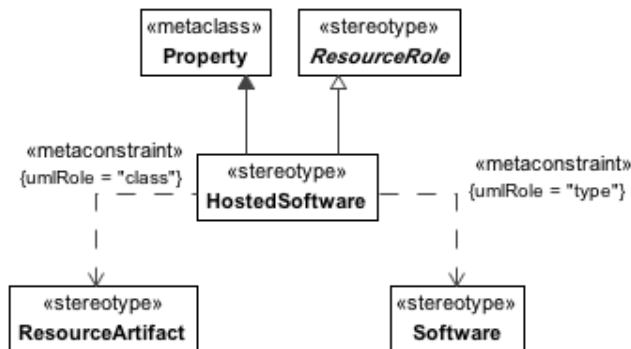 «metaclass»
Property
«stereotype»
ResourceRole
«metaconstraint»
{umlRole = "class"}
«stereotype»
HostedSoftware
«metaconstraint»
{umlRole = "type"}
«stereotype»
ResourceArtifact
«stereotype»
Software